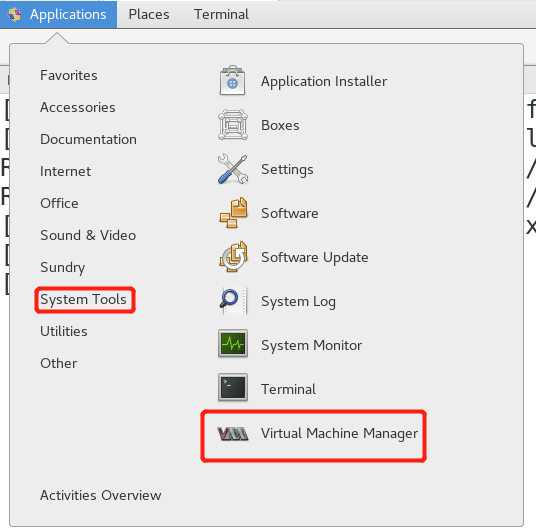 Applications Places Terminal
Favorites
Accessories
Documentation
Internet
Office
Sound & Video
Sundry
System Tools
Utilities
Other
Activities Overview
Application Installer
Boxes
Settings
Software
Software Update
System Log
System Monitor
Terminal
Virtual Machine Manager